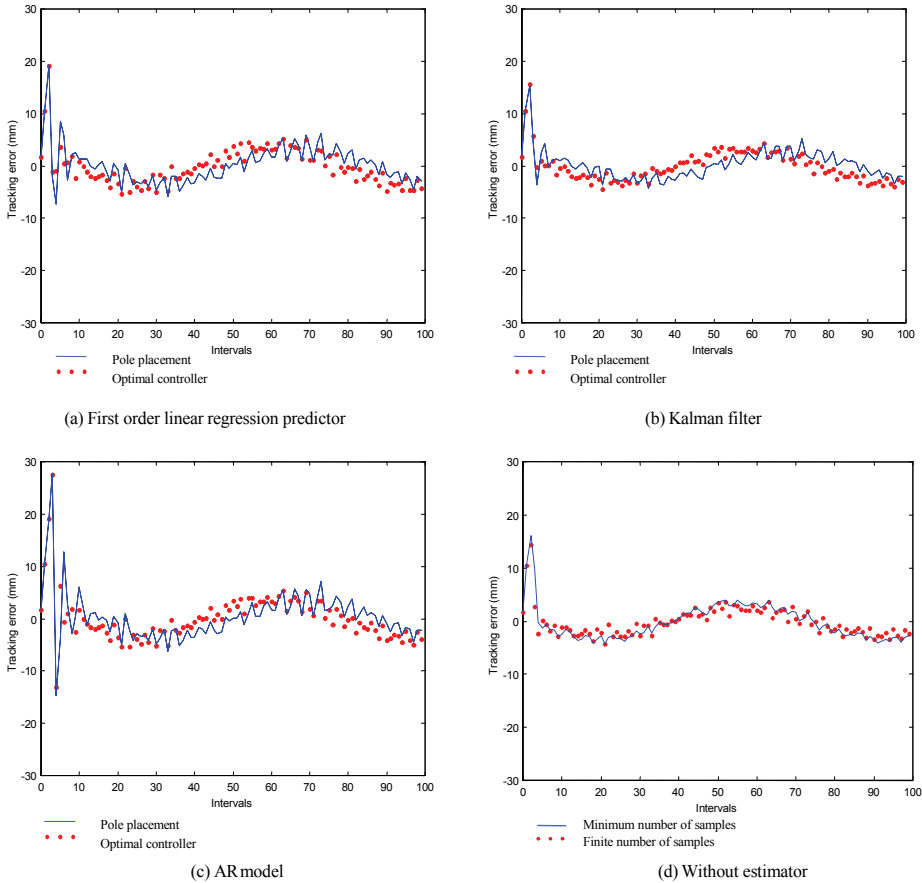 30
20
10
0
-10
-20
-30
Tracking error (mm)
0 10 20 30 40 50 60 70 80 90 100
Intervals
Pole placement
Optimal controller
(a) First order linear regression predictor
30
20
10
0
-10
-20
-30
Tracking error (mm)
0 10 20 30 40 50 60 70 80 90 100
Intervals
Pole placement
Optimal controller
(b) Kalman filter
30
20
10
0
-10
-20
-30
Tracking error (mm)
0 10 20 30 40 50 60 70 80 90 100
Intervals
Pole placement
Optimal controller
(c) AR model
30
20
10
0
-10
-20
-30
Tracking error (mm)
0 10 20 30 40 50 60 70 80 90 100
Intervals
Minimum number of samples
Finite number of samples
(d) Without estimator